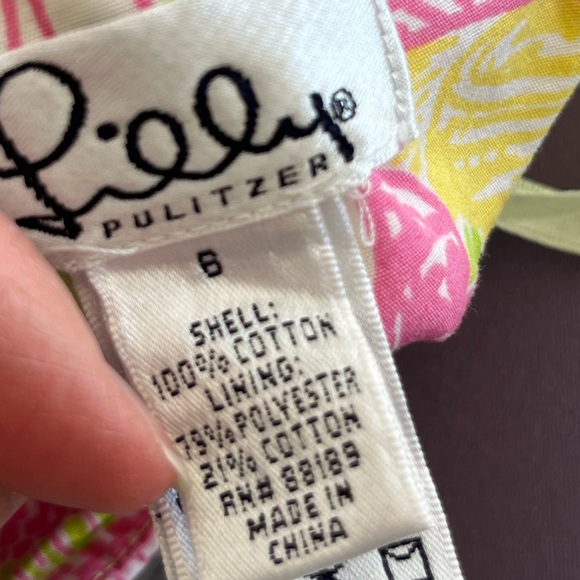 Lilly®
PULITZER
6
SHELL:
100% COTTON
LINING:
79% POLYESTER
21% COTTON
RN# 88189
MADE IN
CHINA